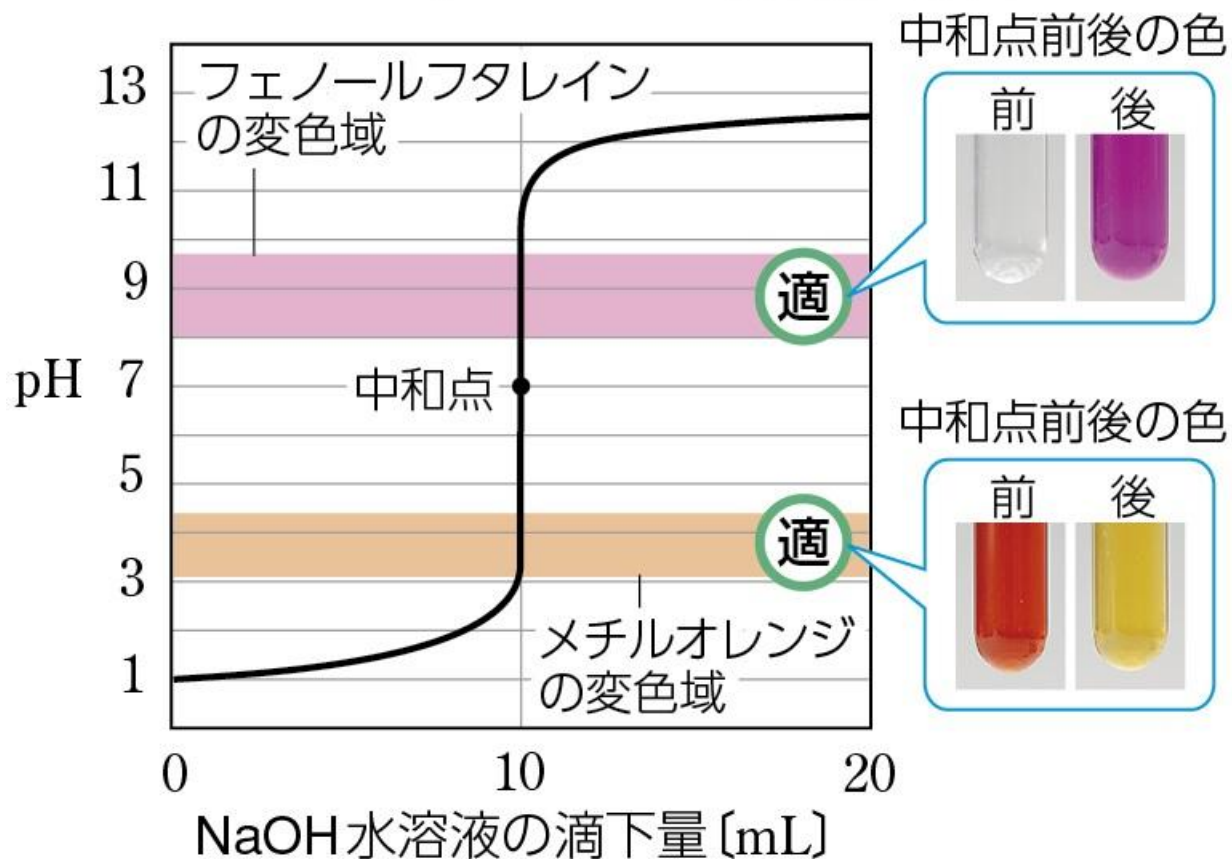 中和点前後の色
前 後
13
フェノールフタレイン
の変色域
11
9
適
pH
7
中和点
中和点前後の色
前 後
5
適
3
メチルオレンジ
の変色域
1
0 10 20
NaOH水溶液の滴下量〔mL〕